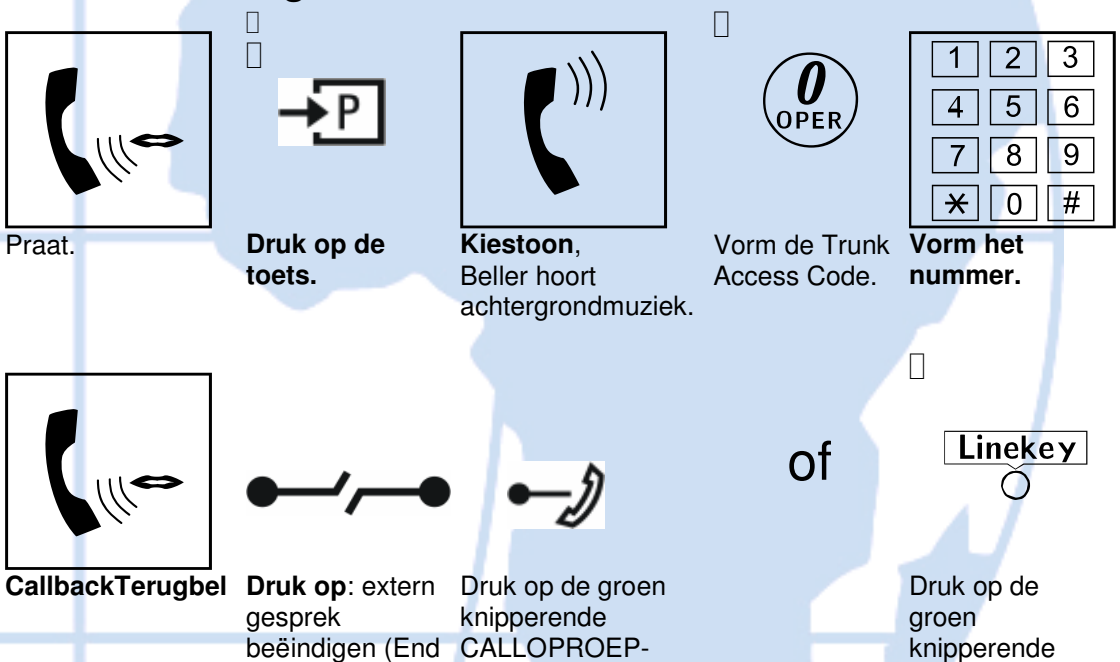 P
0
OPER
1 2 3
4 5 6
7 8 9
* 0 #
Praat.
Druk op de
toets.
Kiestoon,
Beller hoort
achtergrondmuziek.
Vorm de Trunk
Access Code.
Vorm het
nummer.
of
Linekey
CallbackTerugbel
Druk op: extern
gesprek
beëindigen (End
Druk op de groen
knipperende
CALLOPROEP-
Druk op de
groen
knipperende